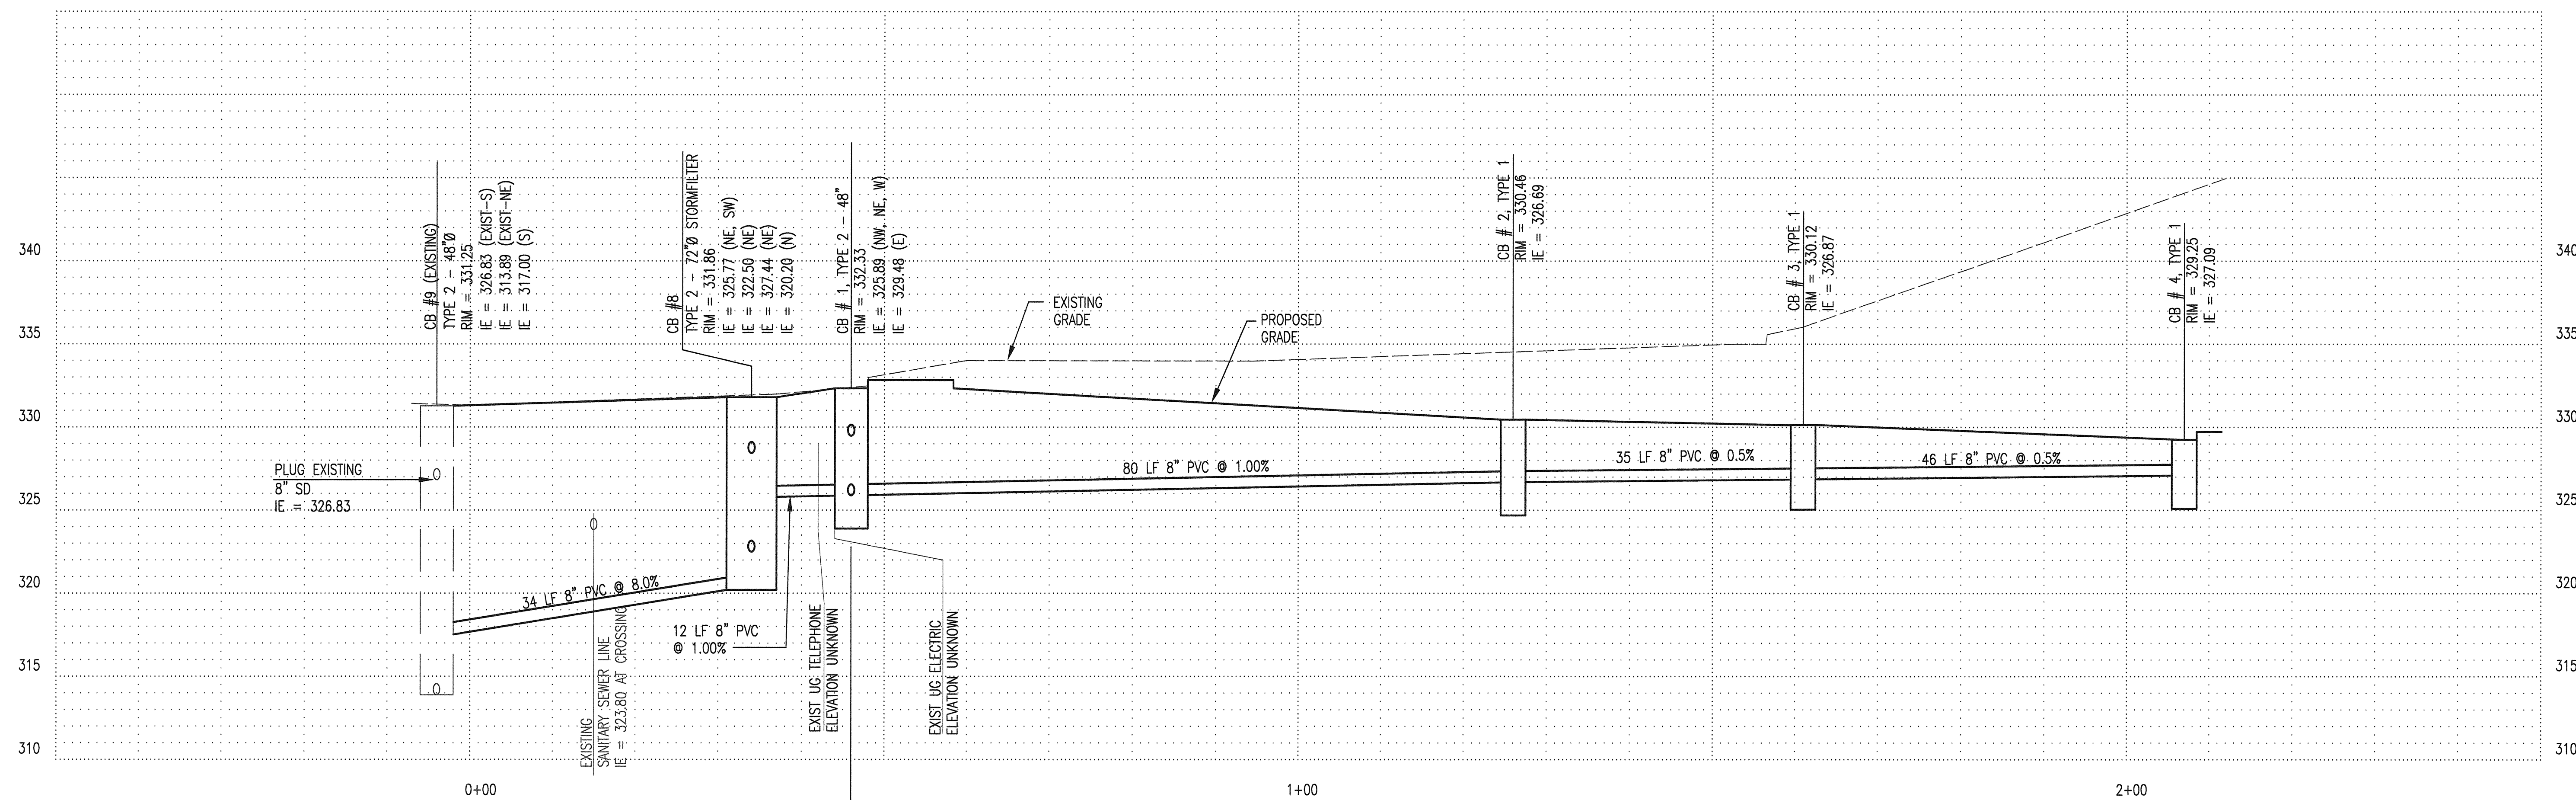 CB #9 (EXISTING)
TYPE 2 - 48"Ø
RIM = 331.25
IE = 326.83 (EXIST-S)
IE = 313.89 (EXIST-NE)
IE = 317.00 (S)
CB #8
TYPE 2 - 72"Ø STORMFILTER
RIM = 331.86
IE = 325.77 (NE, SW)
IE = 322.50 (NE)
IE = 327.44 (NE)
IE = 320.20 (N)
CB # 1, TYPE 2 - 48"
RIM = 332.33
IE = 325.89 (NW, NE, W)
IE = 329.48 (E)
CB # 2, TYPE 1
RIM = 330.46
IE = 326.69
CB # 3, TYPE 1
RIM = 330.12
IE = 326.87
CB # 4, TYPE 1
RIM = 329.25
IE = 327.09
340
340
335
335
330
330
325
325
320
320
315
315
310
310
EXISTING
GRADE
PROPOSED
GRADE
PLUG EXISTING
8" SD
IE = 326.83
80 LF 8" PVC @ 1.00%
35 LF 8" PVC @ 0.5%
46 LF 8" PVC @ 0.5%
34 LF 8" PVC @ 8.0%
12 LF 8" PVC
@ 1.00%
EXISTING
SANITARY SEWER LINE
IE = 323.80 AT CROSSING
EXIST UG TELEPHONE
ELEVATION UNKNOWN
EXIST UG ELECTRIC
ELEVATION UNKNOWN
0+00
1+00
2+00